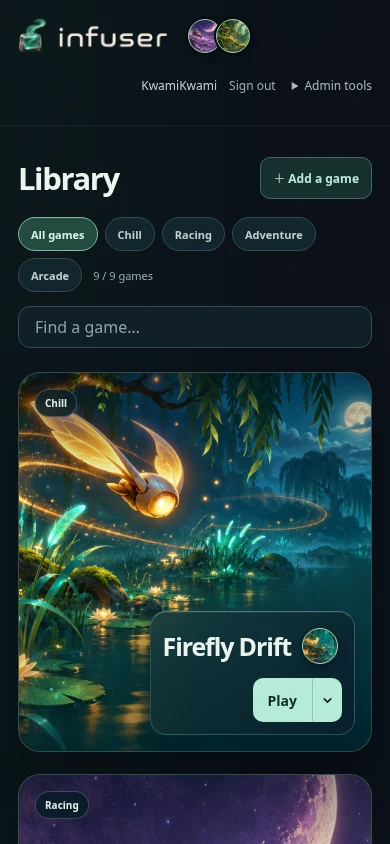 infuser
KwamiKwami Sign out ▶ Admin tools
Library
+ Add a game
All games Chill Racing Adventure
Arcade 9 / 9 games
Find a game...
Chill
Firefly Drift
Play
Racing